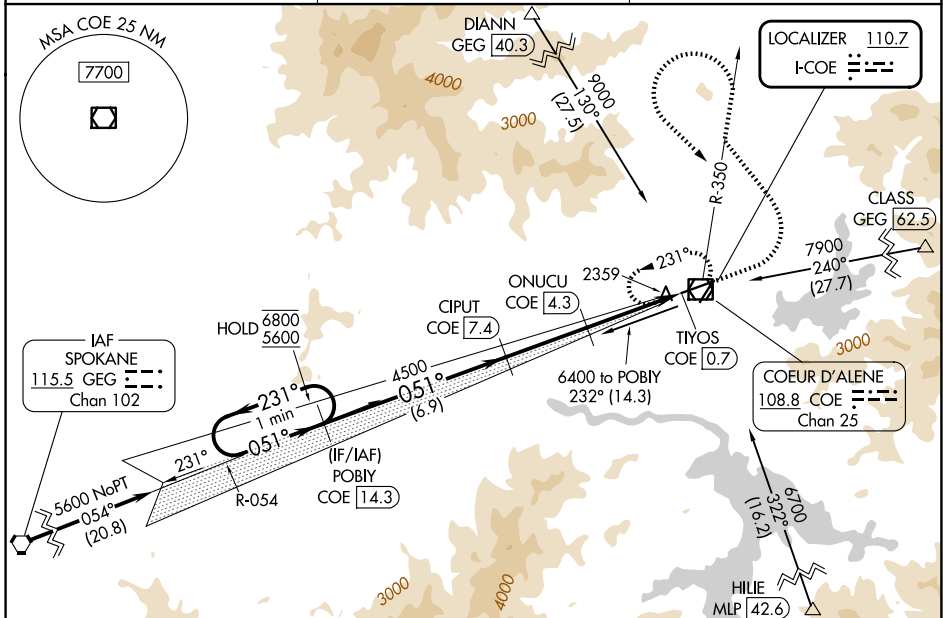 MSA COE 25 NM
7700
DIANN
GEG 40.3
9000
130°
(27.5)
LOCALIZER 110.7
I-COE
4000
3000
R-350
CLASS
GEG 62.5
7900
240°
(27.7)
3000
231°
2359
ONUCU
COE 4.3
CIPUT
COE 7.4
TIYOS
COE 0.7
HOLD 6800
5600
IAF
SPOKANE
115.5 GEG
Chan 102
4500
051°
(6.9)
6400 to POBIY
232° (14.3)
COEUR D'ALENE
108.8 COE
Chan 25
231°
1 min
051°
231°
(IF/IAF)
POBIY
COE 14.3
R-054
5600 NoPT
054°
(20.8)
6700
322°
(16.2)
3000
4000
HILIE
MLP 42.6